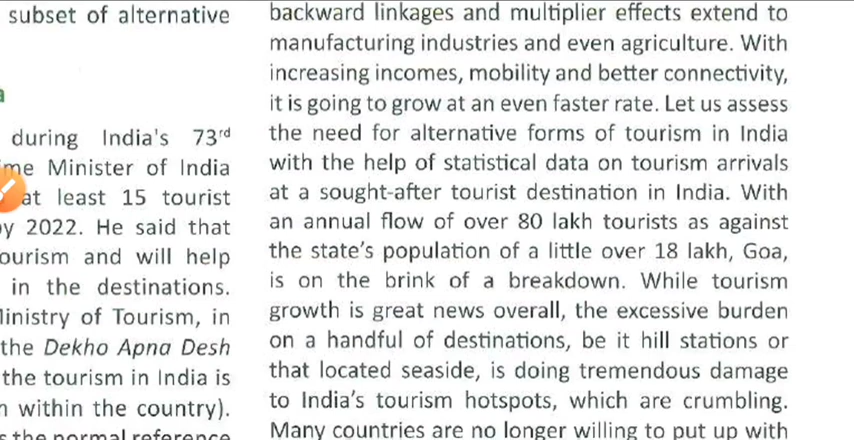 subset of alternative
during India's 73rd
Minister of India
at least 15 tourist
2022. He said that
and will help
in the destinations.
of Tourism, in
the Dekho Apna Desh
the tourism in India is
within the country).
the normal reference
backward linkages and multiplier effects extend to
manufacturing industries and even agriculture. With
increasing incomes, mobility and better connectivity,
it is going to grow at an even faster rate. Let us assess
the need for alternative forms of tourism in India
with the help of statistical data on tourism arrivals
at a sought-after tourist destination in India. With
an annual flow of over 80 lakh tourists as against
the state's population of a little over 18 lakh, Goa,
is on the brink of a breakdown. While tourism
growth is great news overall, the excessive burden
on a handful of destinations, be it hill stations or
that located seaside, is doing tremendous damage
to India's tourism hotspots, which are crumbling.
Many countries are no longer willing to put up with